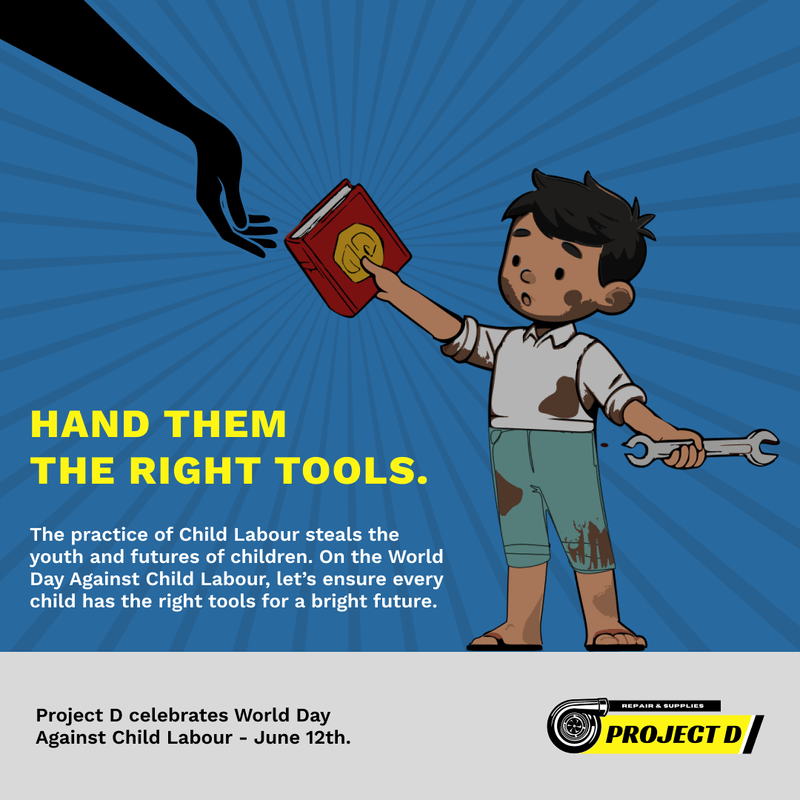 HAND THEM
THE RIGHT TOOLS.
The practice of Child Labour steals the
youth and futures of children. On the World
Day Against Child Labour, let’s ensure every
child has the right tools for a bright future.
Project D celebrates World Day
Against Child Labour - June 12th.
REPAIR & SUPPLIES
PROJECT D